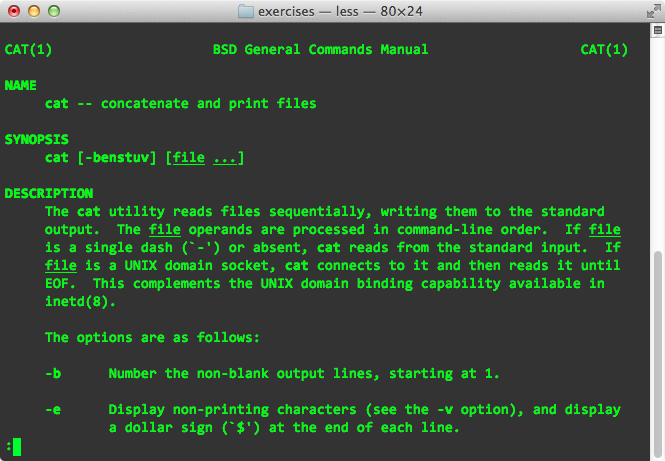 exercises — less — 80×24
CAT(1) BSD General Commands Manual CAT(1)
NAME
cat -- concatenate and print files
SYNOPSIS
cat [-benstuv] [file ...]
DESCRIPTION
The cat utility reads files sequentially, writing them to the standard
output. The file operands are processed in command-line order. If file
is a single dash (`-') or absent, cat reads from the standard input. If
file is a UNIX domain socket, cat connects to it and then reads it until
EOF. This complements the UNIX domain binding capability available in
inetd(8).
The options are as follows:
-b Number the non-blank output lines, starting at 1.
-e Display non-printing characters (see the -v option), and display
a dollar sign (`$') at the end of each line.
: